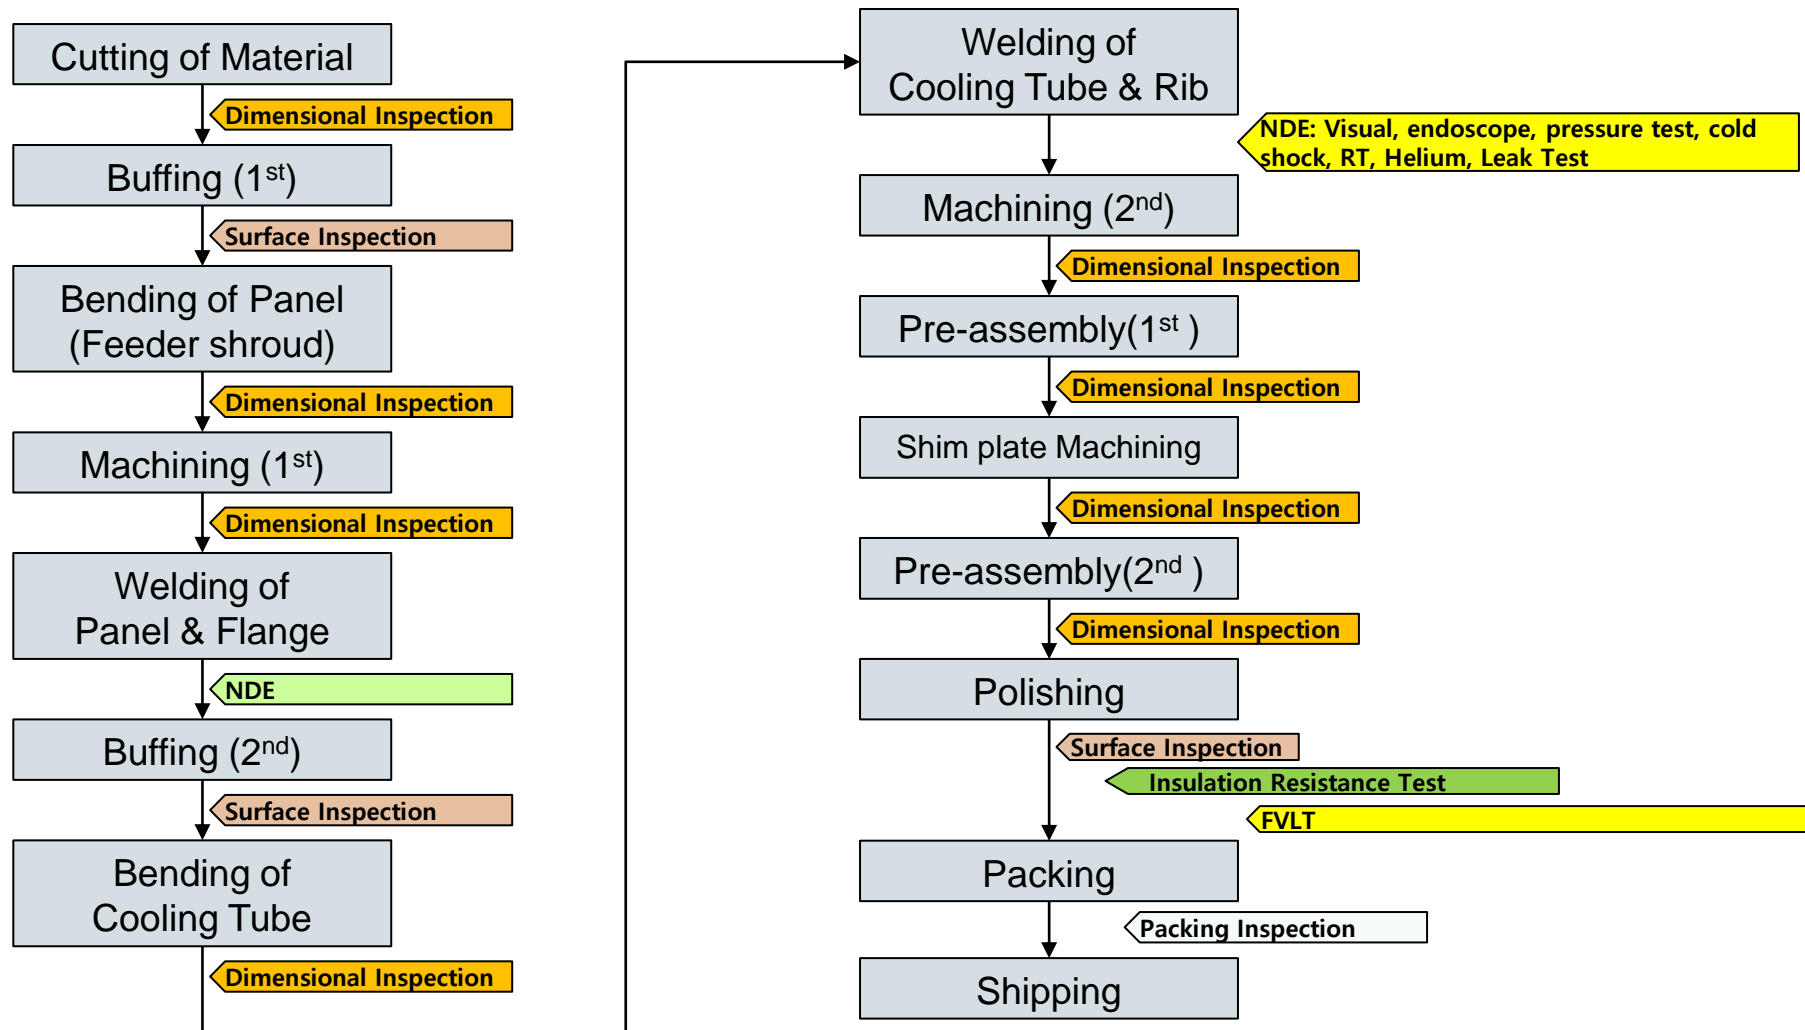 Cutting of Material
Dimensional Inspection
Buffing (1st)
Surface Inspection
Bending of Panel
(Feeder shroud)
Dimensional Inspection
Machining (1st)
Dimensional Inspection
Welding of
Panel & Flange
NDE
Buffing (2nd)
Surface Inspection
Bending of
Cooling Tube
Dimensional Inspection
Welding of
Cooling Tube & Rib
NDE: Visual, endoscope, pressure test, cold
shock, RT, Helium, Leak Test
Machining (2nd)
Dimensional Inspection
Pre-assembly(1st )
Dimensional Inspection
Shim plate Machining
Dimensional Inspection
Pre-assembly(2nd )
Dimensional Inspection
Polishing
Surface Inspection
Insulation Resistance Test
FVLT
Packing
Packing Inspection
Shipping